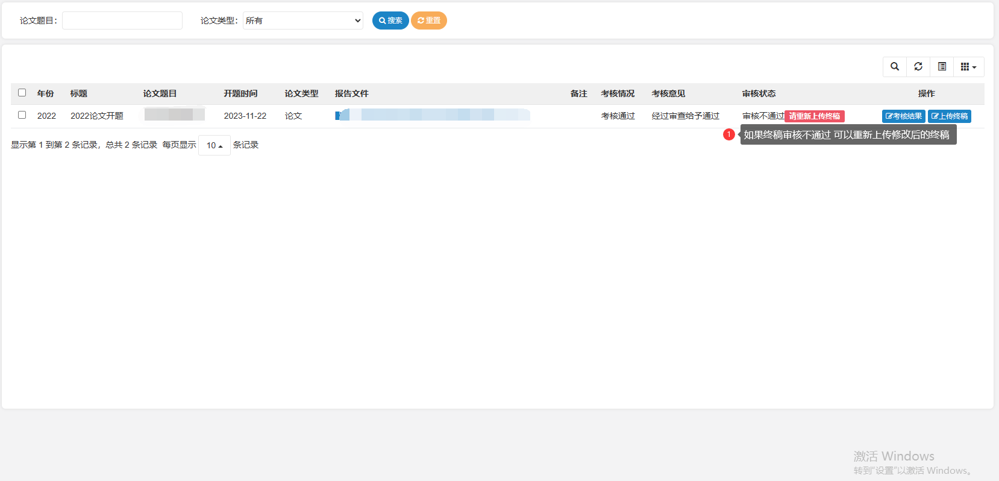 论文题目： 论文类型： 所有 搜索 重置
年份 标题 论文题目 开题时间 论文类型 报告文件 备注 考核情况 考核意见 审核状态 操作
2022 2022论文开题 2023-11-22 论文 考核通过 经过审查给予通过 审核不通过 请重新上传终稿 考核结果 上传终稿
1 如果终稿审核不通过 可以重新上传修改后的终稿
显示第 1 到第 2 条记录，总共 2 条记录 每页显示 10 条记录
激活 Windows
转到“设置”以激活 Windows。